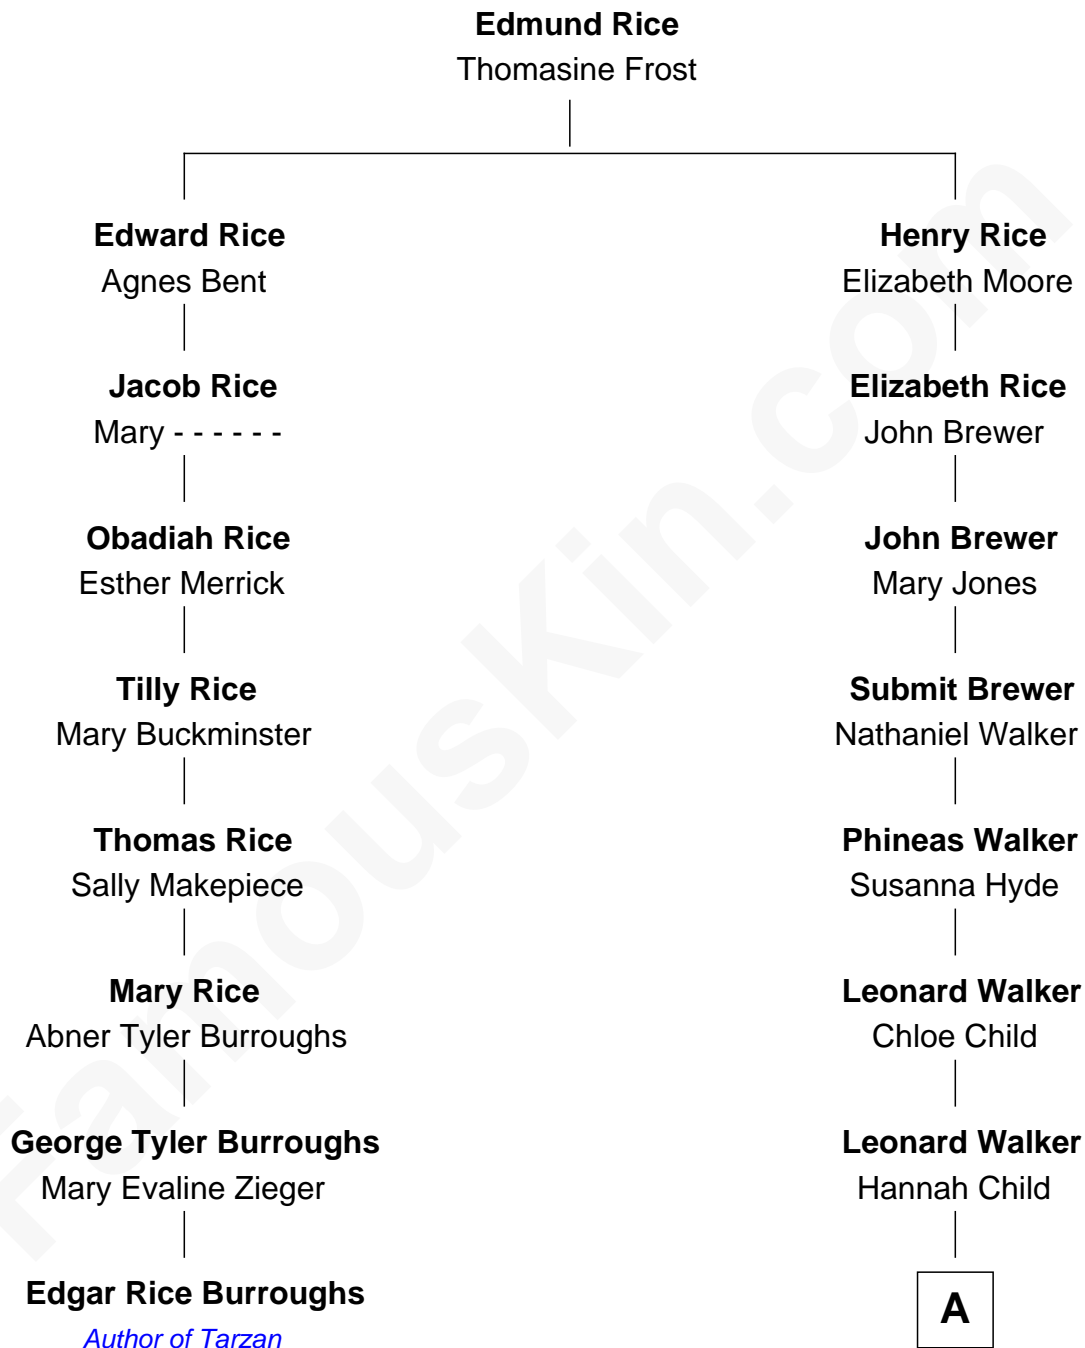 Edmund Rice
Thomasine Frost
Edward Rice
Agnes Bent
Henry Rice
Elizabeth Moore
Jacob Rice
Mary - - - - - -
Elizabeth Rice
John Brewer
Obadiah Rice
Esther Merrick
John Brewer
Mary Jones
Tilly Rice
Mary Buckminster
Submit Brewer
Nathaniel Walker
Thomas Rice
Sally Makepiece
Phineas Walker
Susanna Hyde
Mary Rice
Abner Tyler Burroughs
Leonard Walker
Chloe Child
George Tyler Burroughs
Mary Evaline Zieger
Leonard Walker
Hannah Child
Edgar Rice Burroughs
Author of Tarzan
A
FamousKin.com